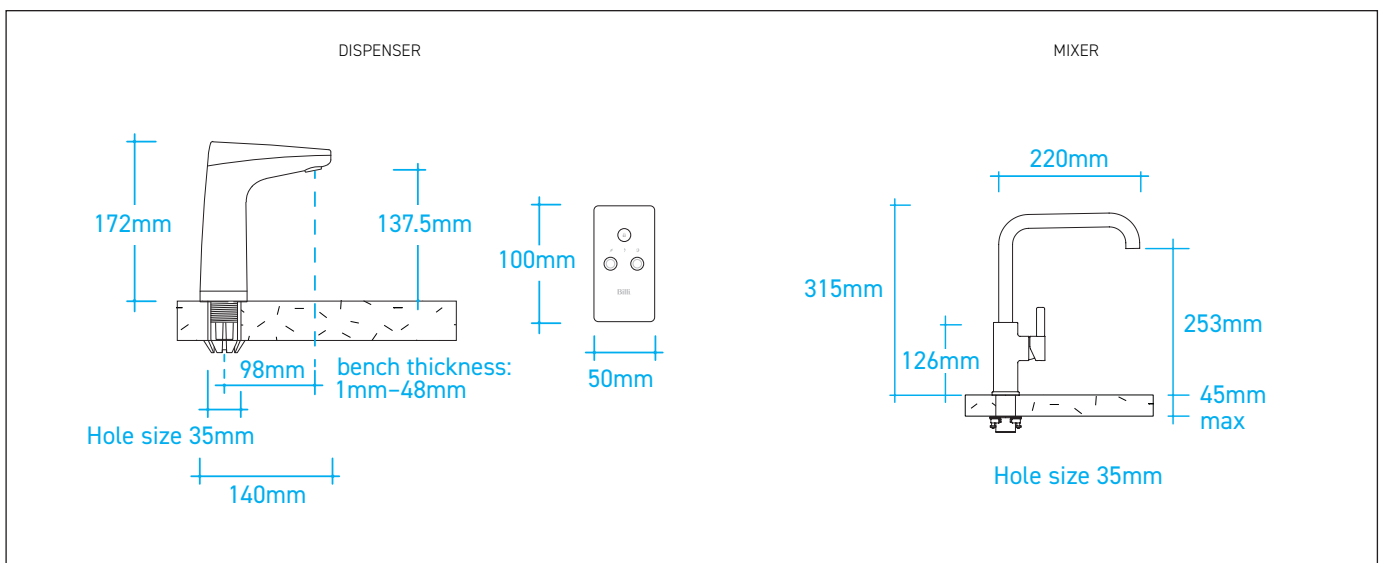 DISPENSER
MIXER
172mm
137.5mm
100mm
50mm
98mm
bench thickness:
1mm–48mm
Hole size 35mm
140mm
Billi
220mm
315mm
126mm
253mm
45mm
max
Hole size 35mm